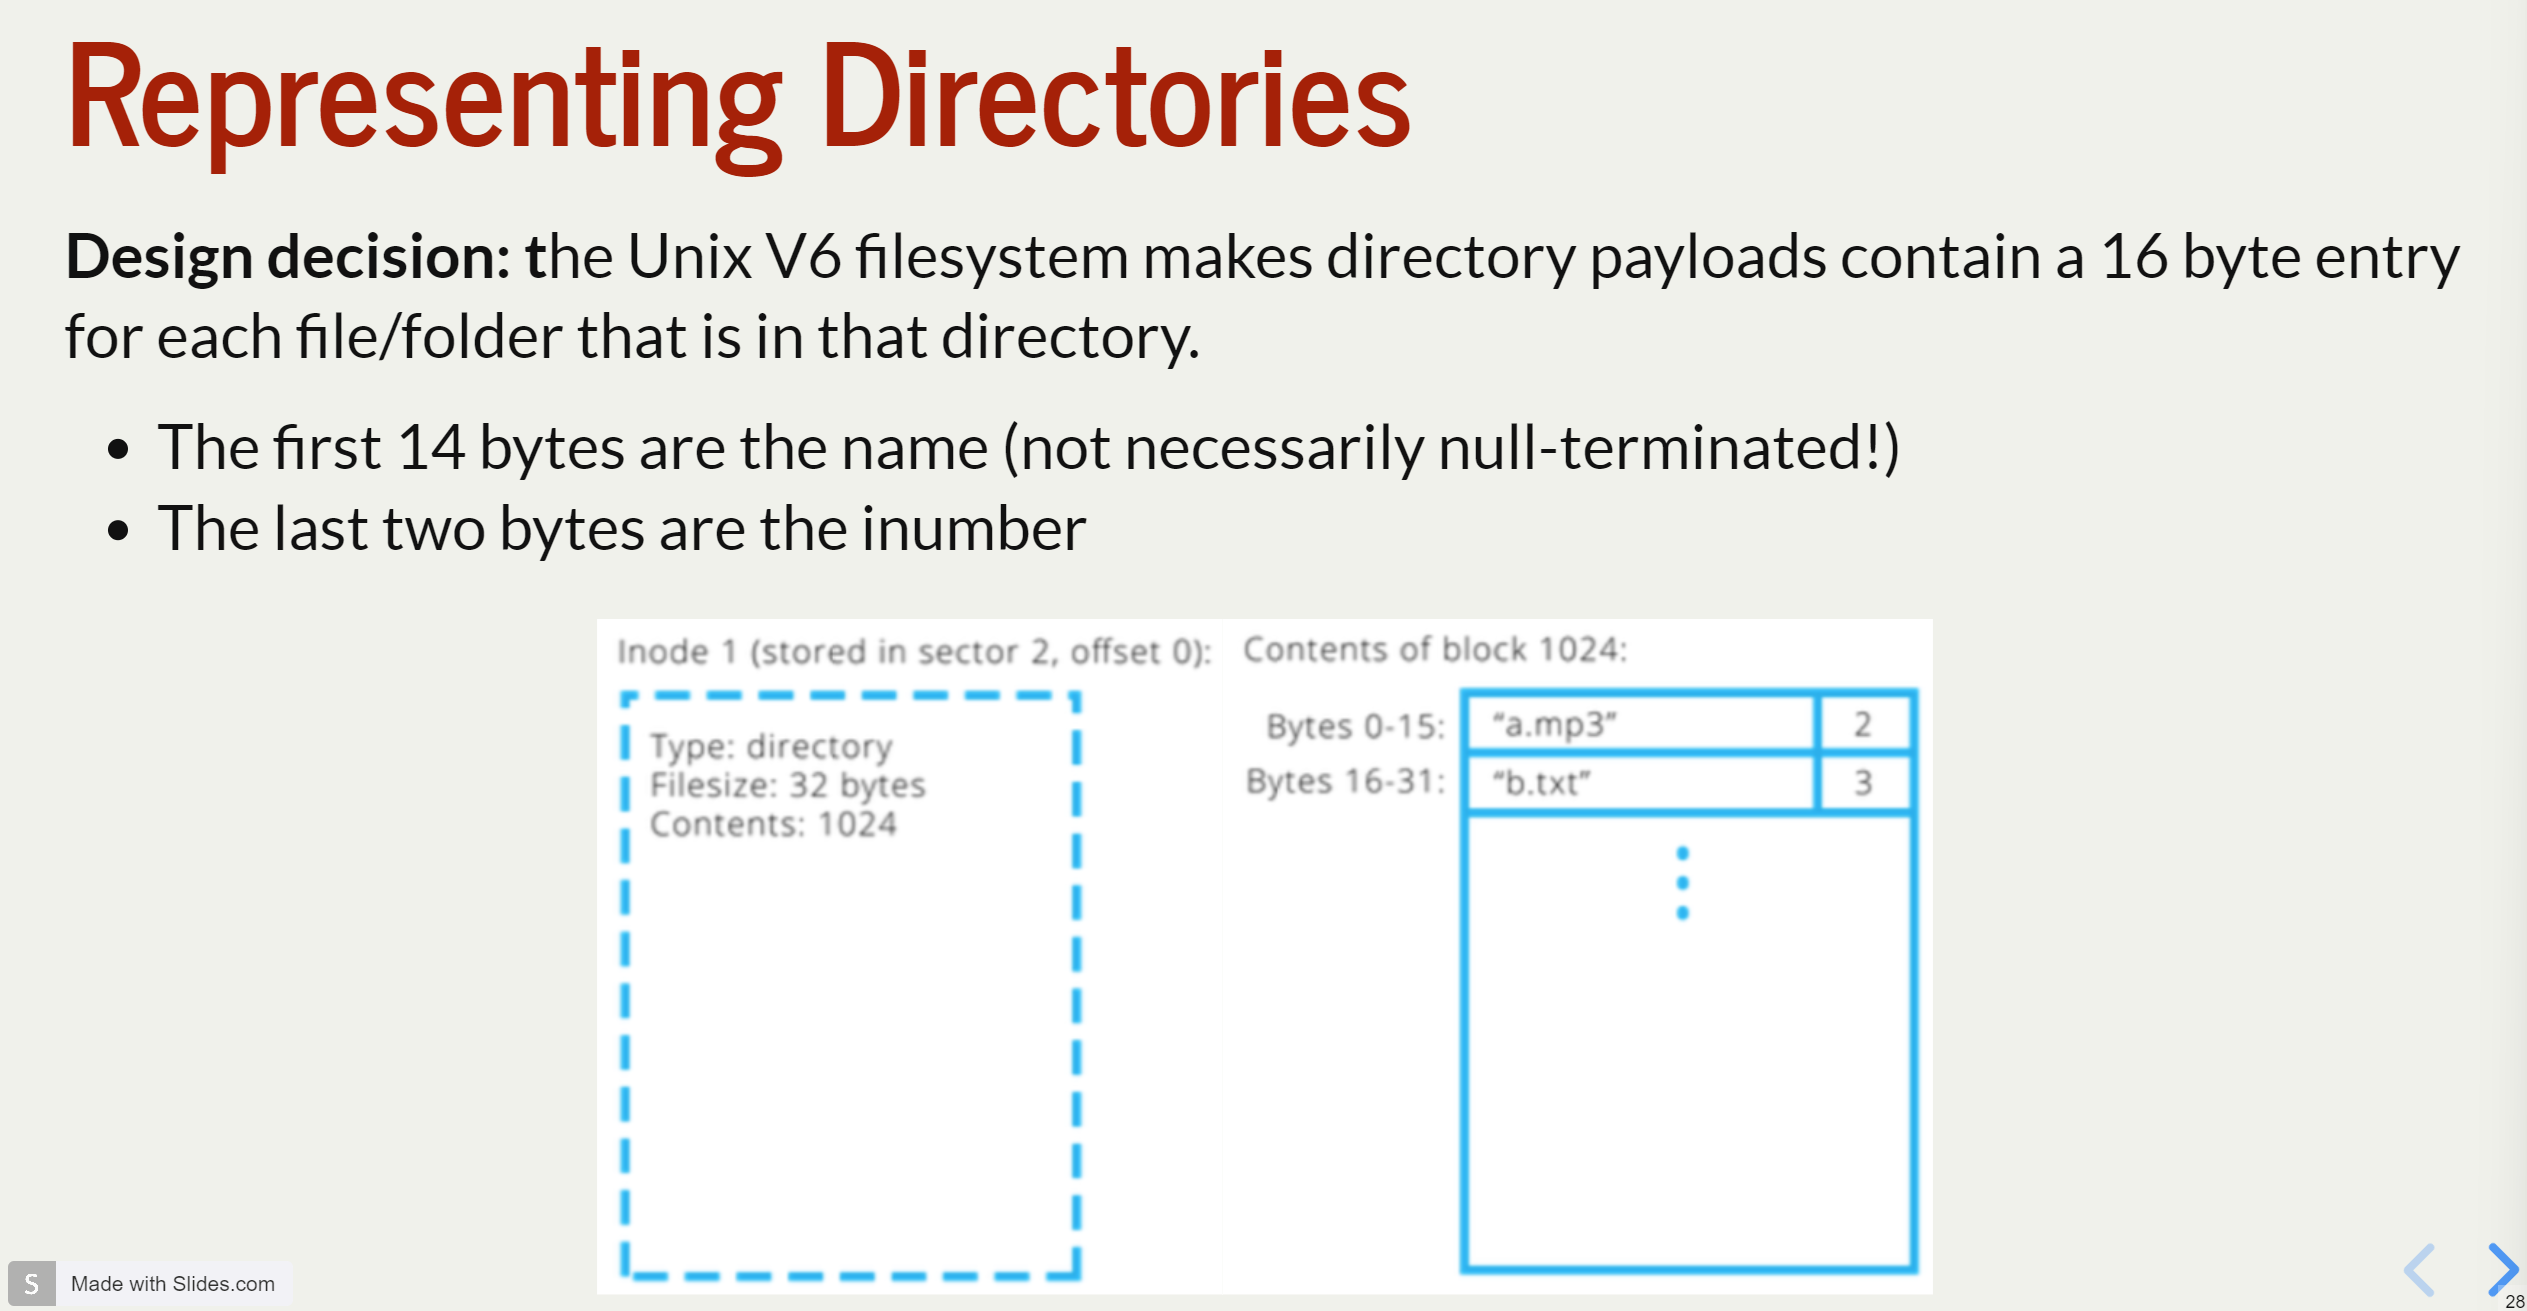 Representing Directories
Design decision: the Unix V6 filesystem makes directory payloads contain a 16 byte entry
for each file/folder that is in that directory.
• The first 14 bytes are the name (not necessarily null-terminated!)
• The last two bytes are the inumber
Inode 1 (stored in sector 2, offset 0):
Type: directory
Filesize: 32 bytes
Contents: 1024
Contents of block 1024:
Bytes 0-15: “a.mp3” 2
Bytes 16-31: “b.txt” 3
S Made with Slides.com
28